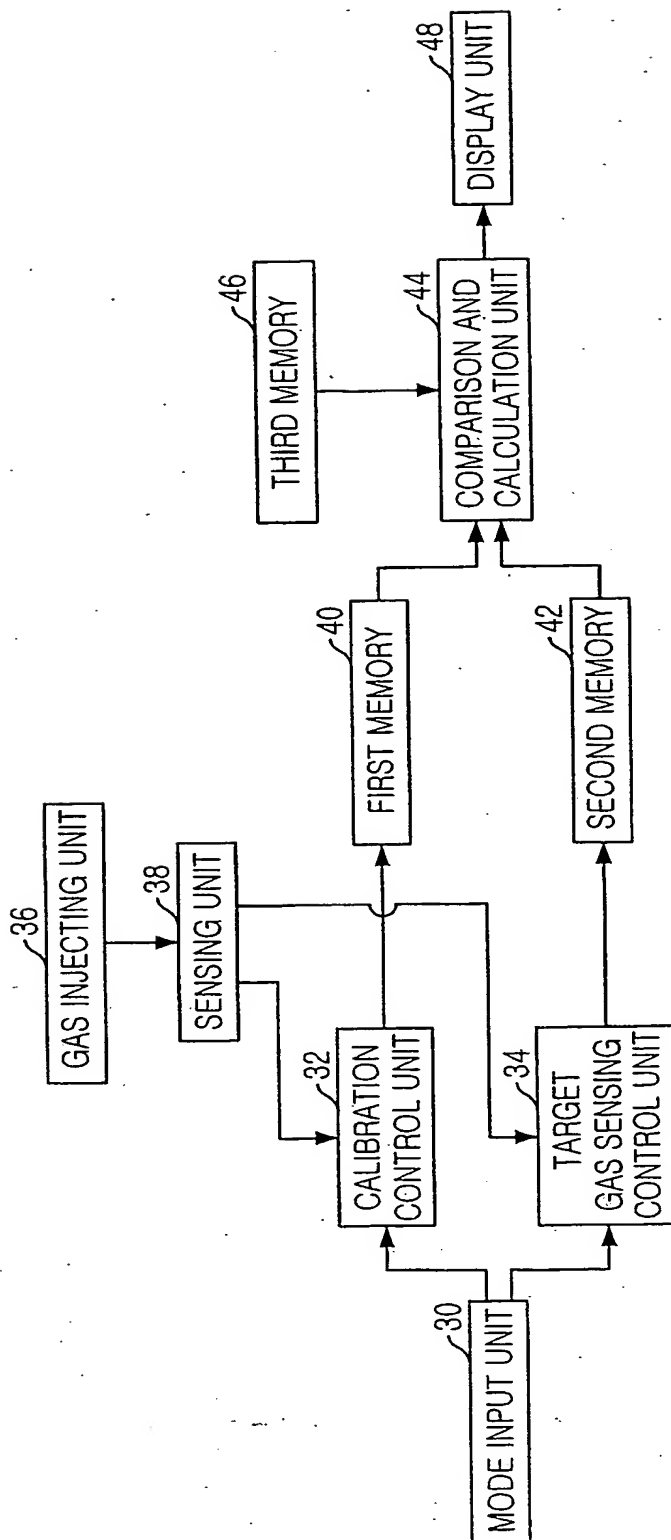 36
GAS INJECTING UNIT
38
SENSING UNIT
46
THIRD MEMORY
32
CALIBRATION
CONTROL UNIT
40
FIRST MEMORY
30
MODE INPUT UNIT
44
COMPARISON AND
CALCULATION UNIT
48
DISPLAY UNIT
34
TARGET
GAS SENSING
CONTROL UNIT
42
SECOND MEMORY